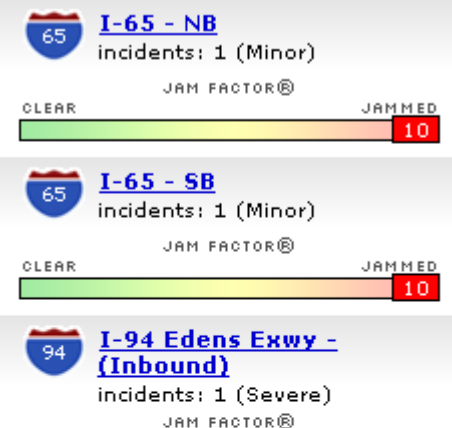 65
I-65 - NB
incidents: 1 (Minor)
JAM FACTOR®
CLEAR JAMMED
10
65
I-65 - SB
incidents: 1 (Minor)
JAM FACTOR®
CLEAR JAMMED
10
94
I-94 Edens Exwy -
(Inbound)
incidents: 1 (Severe)
JAM FACTOR®